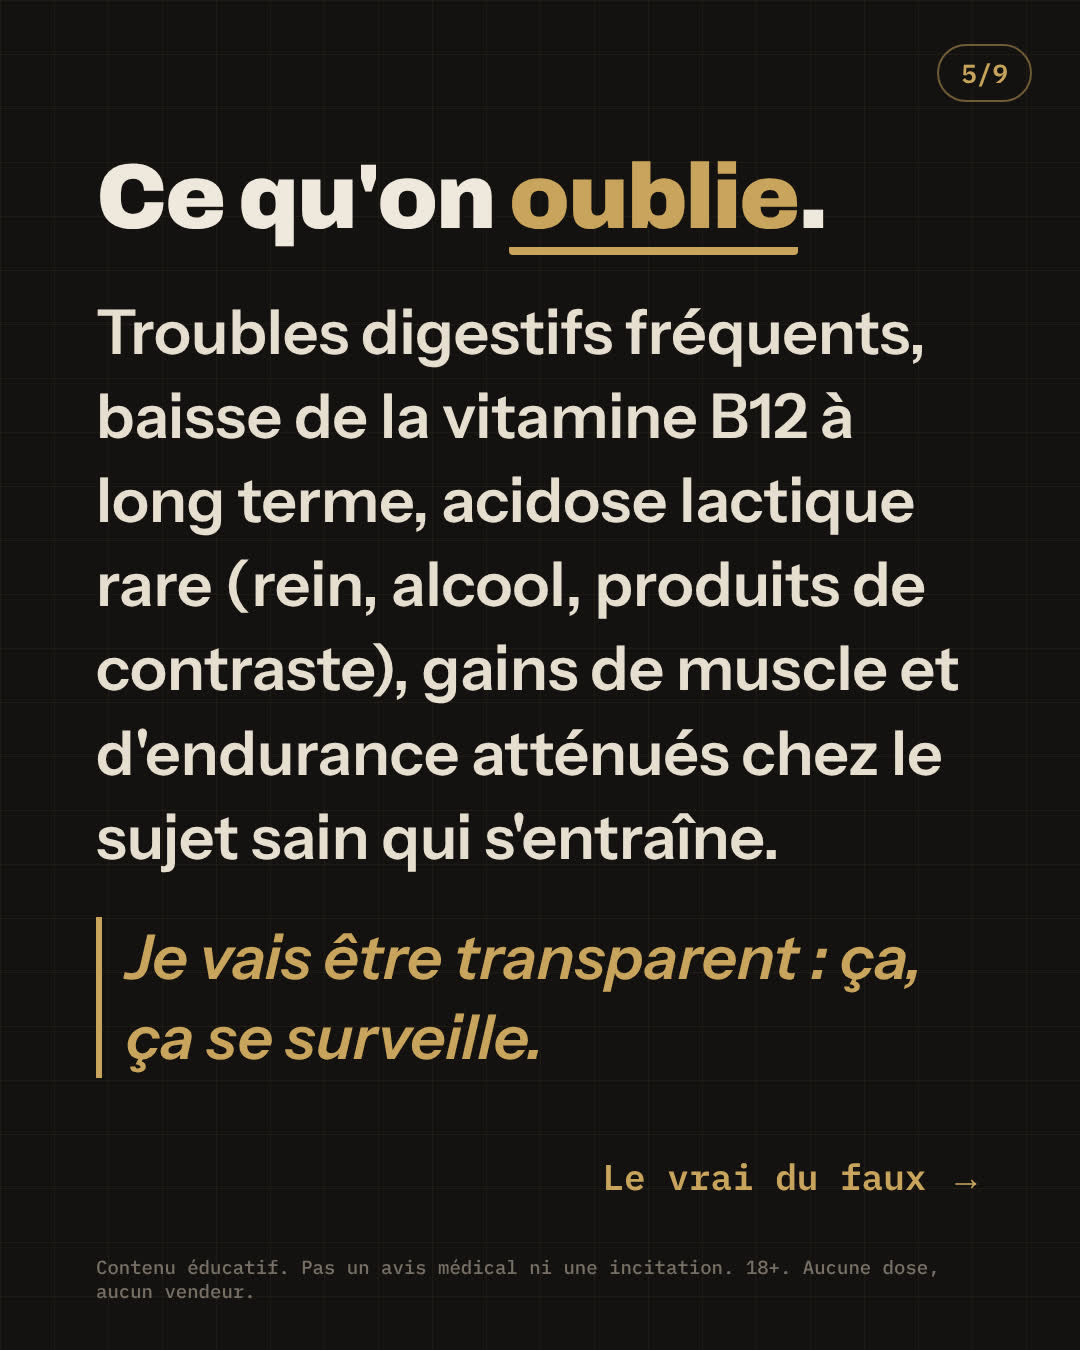 5/9
Ce qu'on oublie.
Troubles digestifs fréquents,
baisse de la vitamine B12 à
long terme, acidose lactique
rare (rein, alcool, produits de
contraste), gains de muscle et
d'endurance atténués chez le
sujet sain qui s'entraîne.
Je vais être transparent : ça,
ça se surveille.
Le vrai du faux →
Contenu éducatif. Pas un avis médical ni une incitation. 18+. Aucune dose,
aucun vendeur.